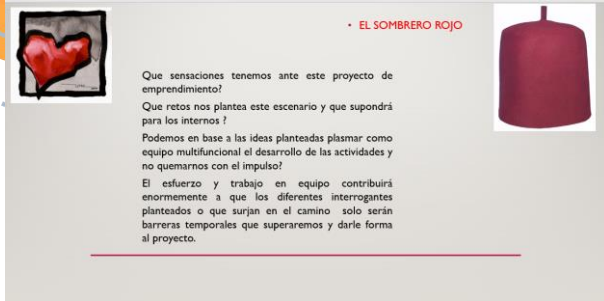 • EL SOMBRERO ROJO
Que sensaciones tenemos ante este proyecto de
emprendimiento?
Que retos nos plantea este escenario y que supondrá
para los internos ?
Podemos en base a las ideas planteadas plasmar como
equipo multifuncional el desarrollo de las actividades y
no quemarnos con el impulso?
El esfuerzo y trabajo en equipo contribuirá
enormemente a que los diferentes interrogantes
planteados o que surjan en el camino solo serán
barreras temporales que superaremos y darle forma
al proyecto.